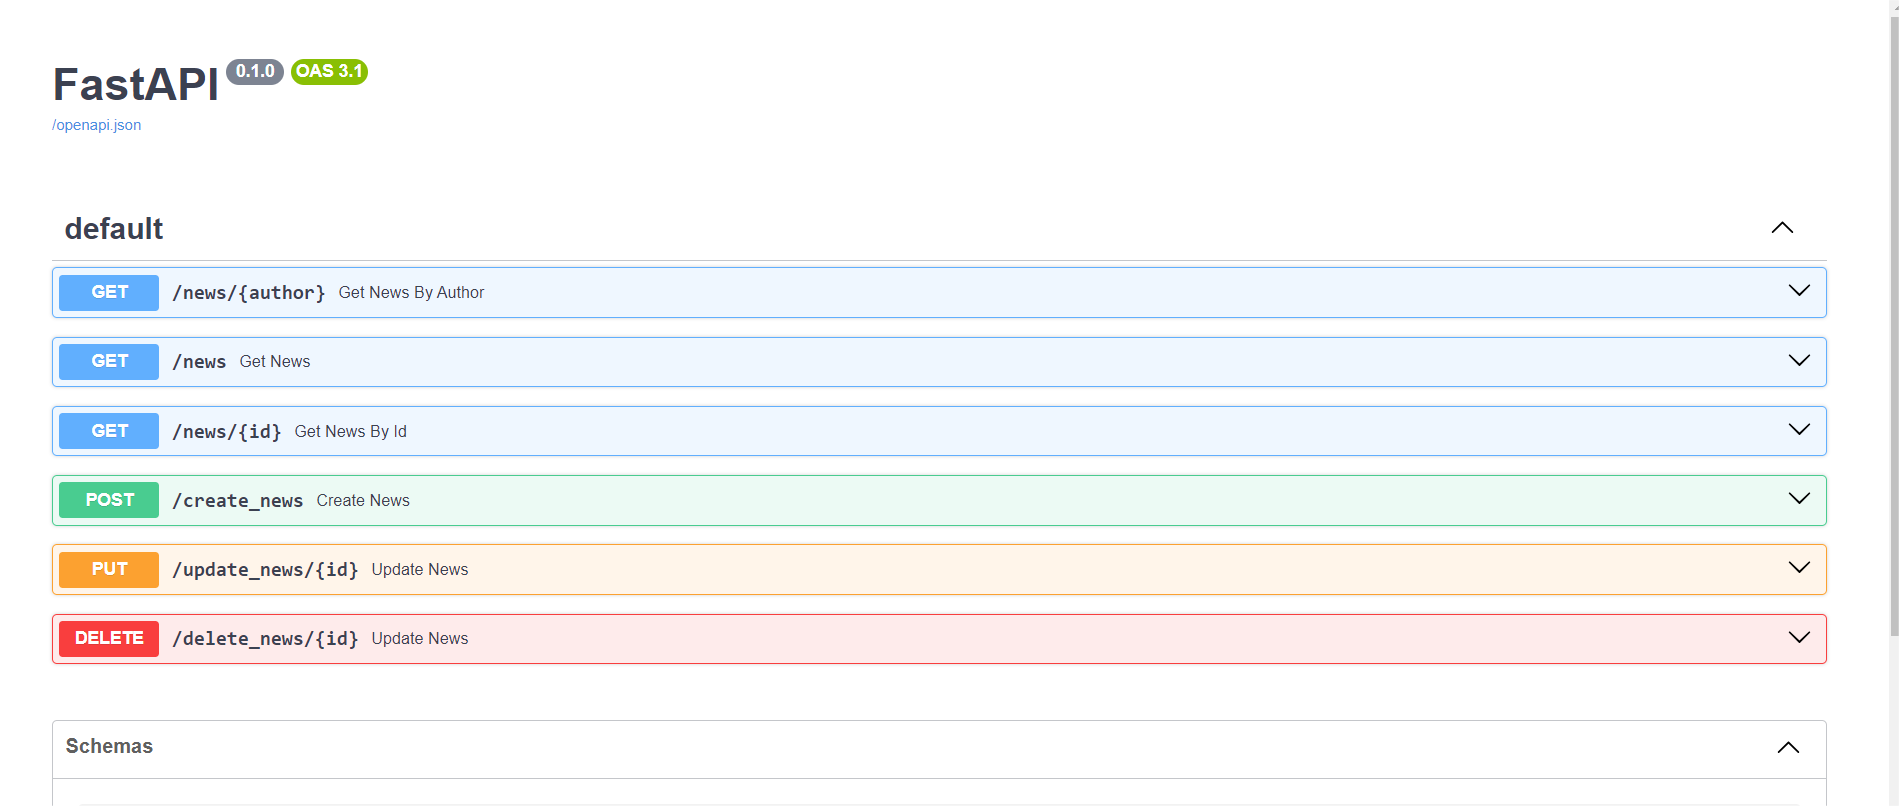 FastAPI 0.1.0 OAS 3.1
/openapi.json
default
GET /news/{author} Get News By Author
GET /news Get News
GET /news/{id} Get News By Id
POST /create_news Create News
PUT /update_news/{id} Update News
DELETE /delete_news/{id} Update News
Schemas